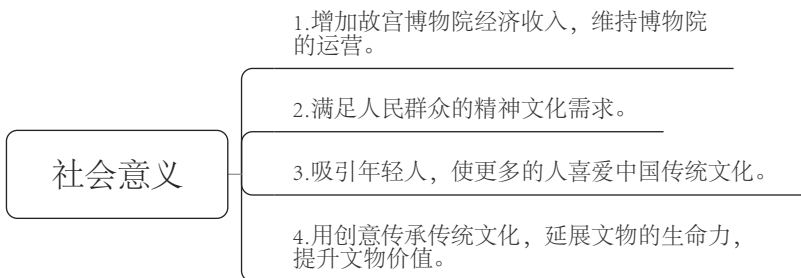 社会意义
1.增加故宫博物院经济收入，维持博物院
的运营。
2.满足人民群众的精神文化需求。
3.吸引年轻人，使更多的人喜爱中国传统文化。
4.用创意传承传统文化，延展文物的生命力，
提升文物价值。